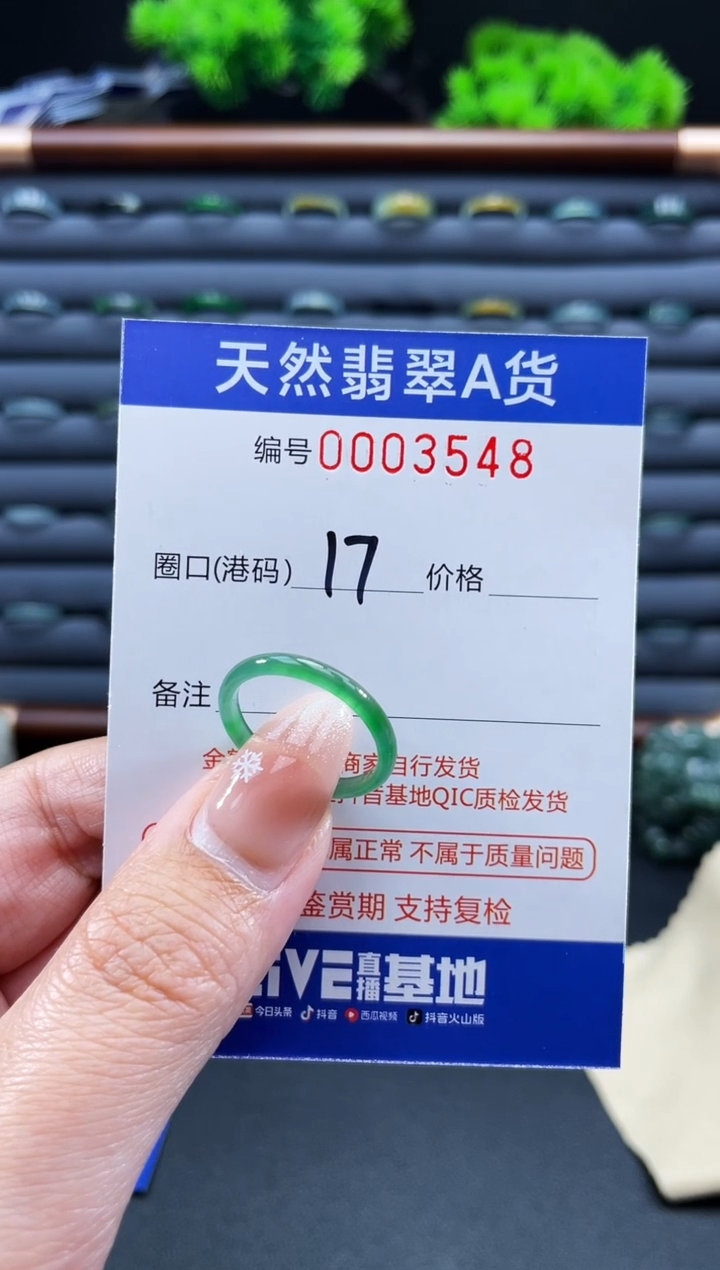 天然翡翠A货
编号0003548
圈口(港码) 17 价格
备注
商家自行发货
音基地QIC质检发货
属正常 不属于质量问题
鉴赏期 支持复检
LiVE直播基地
今日头条 抖音 西瓜视频 抖音火山版